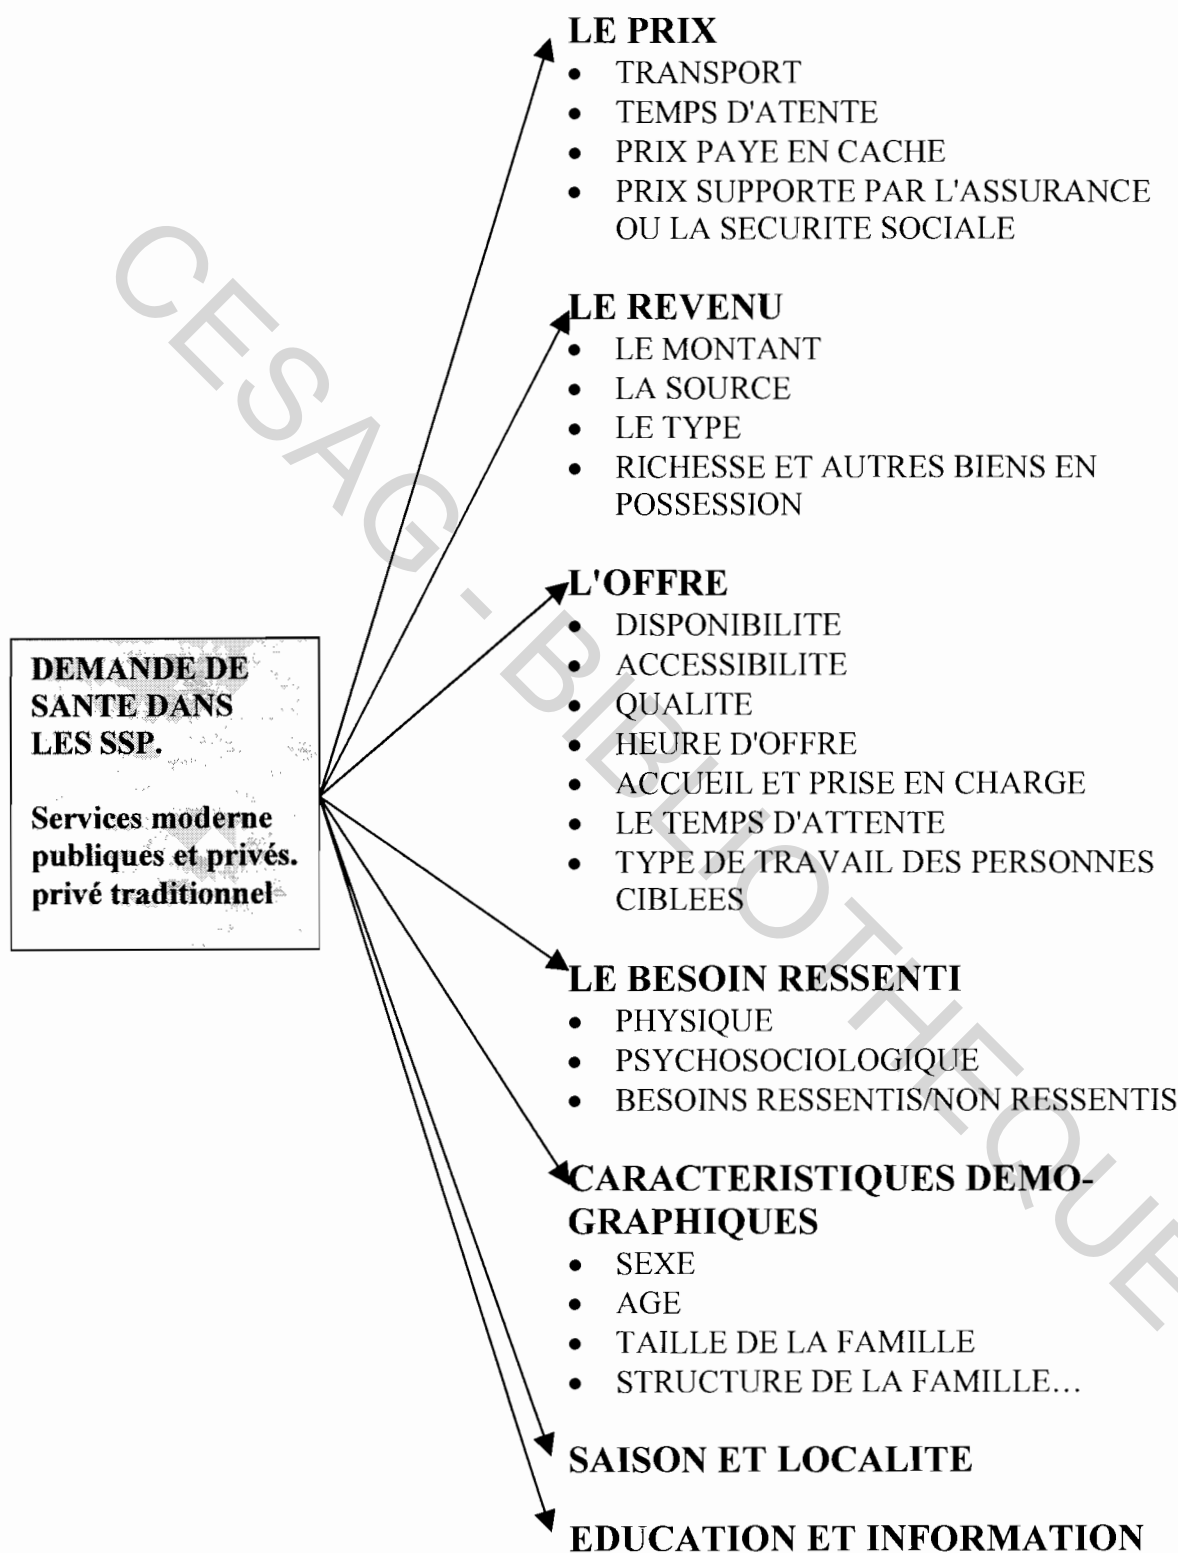 LE PRIX
• TRANSPORT
• TEMPS D'ATENTE
• PRIX PAYE EN CACHE
• PRIX SUPPORTE PAR L'ASSURANCE
OU LA SECURITE SOCIALE
LE REVENU
• LE MONTANT
• LA SOURCE
• LE TYPE
• RICHESSE ET AUTRES BIENS EN
POSSESSION
L'OFFRE
• DISPONIBILITE
• ACCESSIBILITE
• QUALITE
• HEURE D'OFFRE
• ACCUEIL ET PRISE EN CHARGE
• LE TEMPS D'ATTENTE
• TYPE DE TRAVAIL DES PERSONNES
CIBLEES
DEMANDE DE
SANTE DANS
LES SSP.
Services moderne
publiques et privés.
privé traditionnel
LE BESOIN RESSENTI
• PHYSIQUE
• PSYCHOSOCIOLOGIQUE
• BESOINS RESSENTIS/NON RESSENTIS
CARACTERISTIQUES DEMO-
GRAPHIQUES
• SEXE
• AGE
• TAILLE DE LA FAMILLE
• STRUCTURE DE LA FAMILLE…
SAISON ET LOCALITE
EDUCATION ET INFORMATION
CESAG - BIBLIOTHEQUE